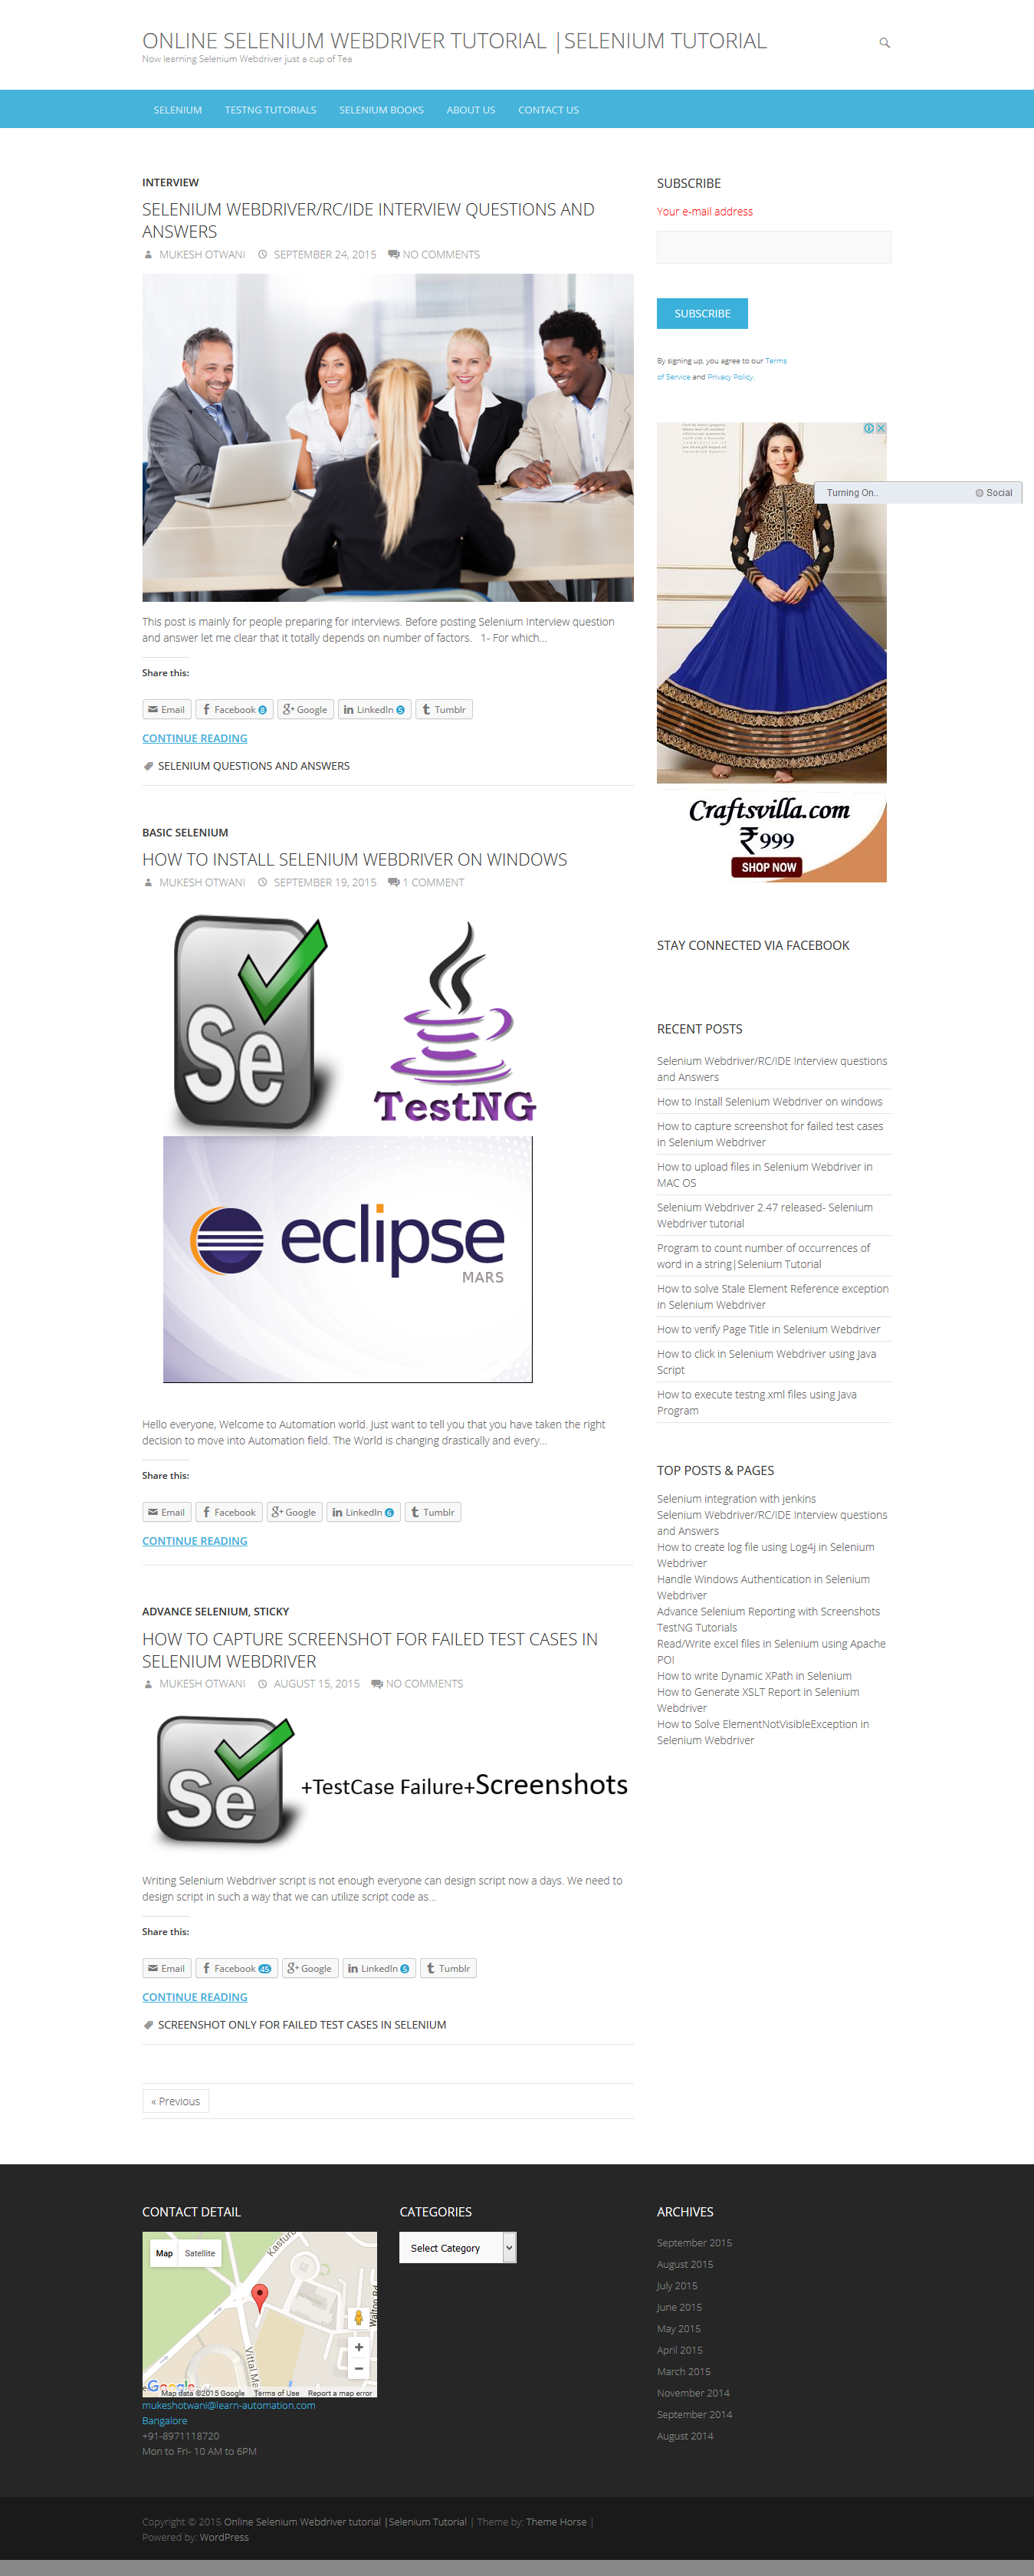 ONLINE SELENIUM WEBDRIVER TUTORIAL |SELENIUM TUTORIAL
Now learning Selenium Webdriver just a cup of Tea
SELENIUM TESTNG TUTORIALS SELENIUM BOOKS ABOUT US CONTACT US
INTERVIEW
SELENIUM WEBDRIVER/RC/IDE INTERVIEW QUESTIONS AND
ANSWERS
MUKESH OTWANI SEPTEMBER 24, 2015 NO COMMENTS
This post is mainly for people preparing for interviews. Before posting Selenium Interview question
and answer let me clear that it totally depends on number of factors. 1- For which...
Share this:
Email Facebook 8 Google LinkedIn 5 Tumblr
CONTINUE READING
SELENIUM QUESTIONS AND ANSWERS
BASIC SELENIUM
HOW TO INSTALL SELENIUM WEBDRIVER ON WINDOWS
MUKESH OTWANI SEPTEMBER 19, 2015 1 COMMENT
Se
TestNG
eclipse
MARS
Hello everyone, Welcome to Automation world. Just want to tell you that you have taken the right
decision to move into Automation field. The World is changing drastically and every...
Share this:
Email Facebook Google LinkedIn 6 Tumblr
CONTINUE READING
ADVANCE SELENIUM, STICKY
HOW TO CAPTURE SCREENSHOT FOR FAILED TEST CASES IN
SELENIUM WEBDRIVER
MUKESH OTWANI AUGUST 15, 2015 NO COMMENTS
Se +TestCase Failure+Screenshots
Writing Selenium Webdriver script is not enough everyone can design script now a days. We need to
design script in such a way that we can utilize script code as...
Share this:
Email Facebook 45 Google LinkedIn 5 Tumblr
CONTINUE READING
SCREENSHOT ONLY FOR FAILED TEST CASES IN SELENIUM
« Previous
SUBSCRIBE
Your e-mail address
SUBSCRIBE
By signing up, you agree to our Terms
of Service and Privacy Policy.
Turning On.. Social
Craftsvilla.com
₹999
SHOP NOW
STAY CONNECTED VIA FACEBOOK
RECENT POSTS
Selenium Webdriver/RC/IDE Interview questions
and Answers
How to Install Selenium Webdriver on windows
How to capture screenshot for failed test cases
in Selenium Webdriver
How to upload files in Selenium Webdriver in
MAC OS
Selenium Webdriver 2.47 released- Selenium
Webdriver tutorial
Program to count number of occurrences of
word in a string|Selenium Tutorial
How to solve Stale Element Reference exception
in Selenium Webdriver
How to verify Page Title in Selenium Webdriver
How to click in Selenium Webdriver using Java
Script
How to execute testng.xml files using Java
Program
TOP POSTS & PAGES
Selenium integration with jenkins
Selenium Webdriver/RC/IDE Interview questions
and Answers
How to create log file using Log4j in Selenium
Webdriver
Handle Windows Authentication in Selenium
Webdriver
Advance Selenium Reporting with Screenshots
TestNG Tutorials
Read/Write excel files in Selenium using Apache
POI
How to write Dynamic XPath in Selenium
How to Generate XSLT Report in Selenium
Webdriver
How to Solve ElementNotVisibleException in
Selenium Webdriver
CONTACT DETAIL
Map Satellite
Kasturb
Walton Rd
Vittal Ma
+
−
Google
Map data ©2015 Google Terms of Use Report a map error
mukeshotwani@learn-automation.com
Bangalore
+91-8971118720
Mon to Fri- 10 AM to 6PM
CATEGORIES
Select Category
ARCHIVES
September 2015
August 2015
July 2015
June 2015
May 2015
April 2015
March 2015
November 2014
September 2014
August 2014
Copyright © 2015 Online Selenium Webdriver tutorial |Selenium Tutorial | Theme by: Theme Horse |
Powered by: WordPress